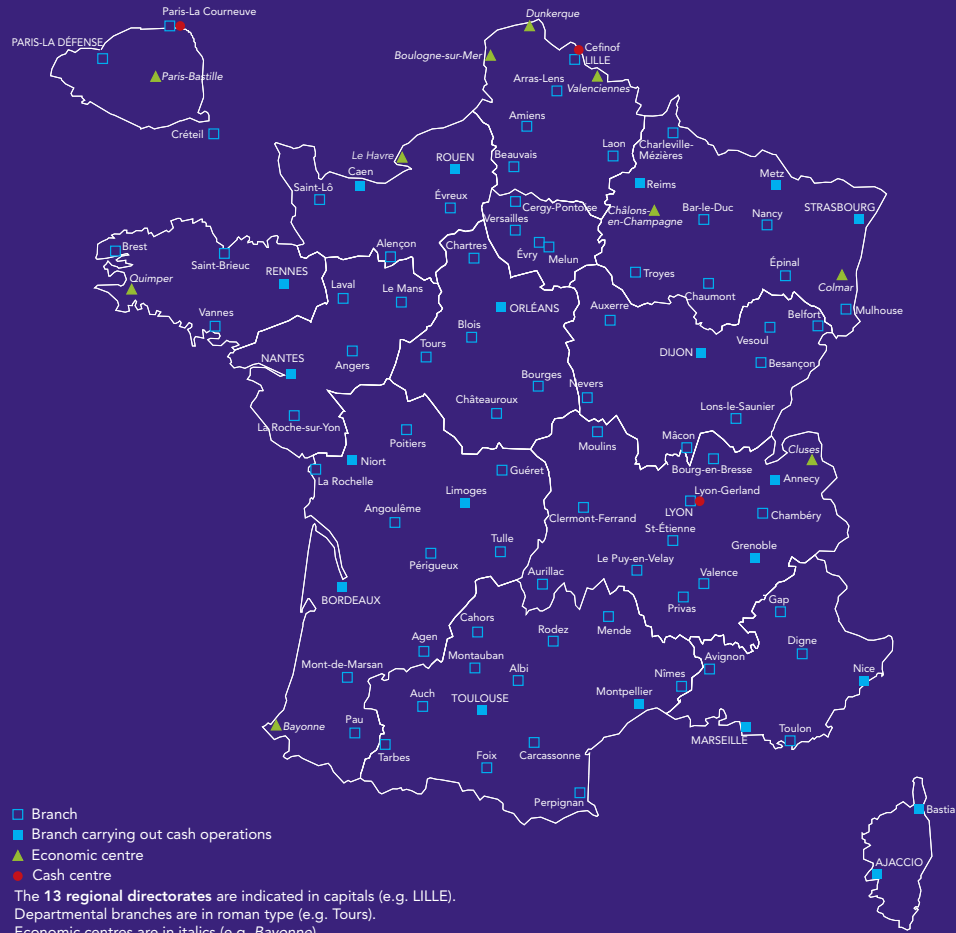 Paris-La Courneuve
PARIS-LA DÉFENSE
Paris-Bastille
Créteil
Dunkerque
Boulogne-sur-Mer
Cefinof
LILLE
Arras-Lens
Valenciennes
Amiens
Laon
Charleville-
Mézières
Le Havre
ROUEN
Beauvais
Caen
Reims
Metz
Saint-Lô
Évreux
Cergy-Pontoise
Châlons-
en-Champagne
Bar-le-Duc
Nancy
STRASBOURG
Versailles
Évry
Melun
Brest
Saint-Brieuc
Alençon
Chartres
Troyes
Chaumont
Épinal
Colmar
Quimper
RENNES
Laval
Le Mans
ORLÉANS
Auxerre
Belfort
Mulhouse
Vannes
Blois
Vesoul
NANTES
Angers
Tours
DIJON
Besançon
Bourges
Nevers
Châteauroux
Lons-le-Saunier
La Roche-sur-Yon
Poitiers
Moulins
Mâcon
Cluses
Niort
La Rochelle
Guéret
Bourg-en-Bresse
Annecy
Limoges
Lyon-Gerland
LYON
Angoulême
Clermont-Ferrand
Chambéry
St-Étienne
Tulle
Périgueux
Le Puy-en-Velay
Grenoble
Aurillac
Valence
BORDEAUX
Privas
Gap
Cahors
Rodez
Mende
Agen
Digne
Mont-de-Marsan
Montauban
Albi
Avignon
Nîmes
Nice
Auch
TOULOUSE
Montpellier
Bayonne
Pau
MARSEILLE
Toulon
Tarbes
Foix
Carcassonne
Perpignan
Bastia
AJACCIO
Branch
Branch carrying out cash operations
Economic centre
Cash centre
The 13 regional directorates are indicated in capitals (e.g. LILLE).
Departmental branches are in roman type (e.g. Tours).
Economic centres are in italics (e.g. Bayonne).